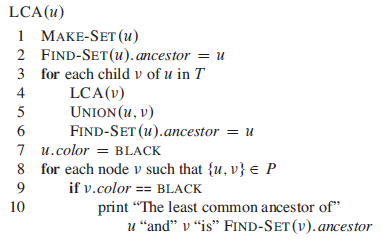 LCA(u)
1 MAKE-SET(u)
2 FIND-SET(u).ancestor = u
3 for each child v of u in T
4 LCA(v)
5 UNION(u, v)
6 FIND-SET(u).ancestor = u
7 u.color = BLACK
8 for each node v such that {u, v} ∈ P
9 if v.color == BLACK
10 print “The least common ancestor of”
u “and” v “is” FIND-SET(v).ancestor